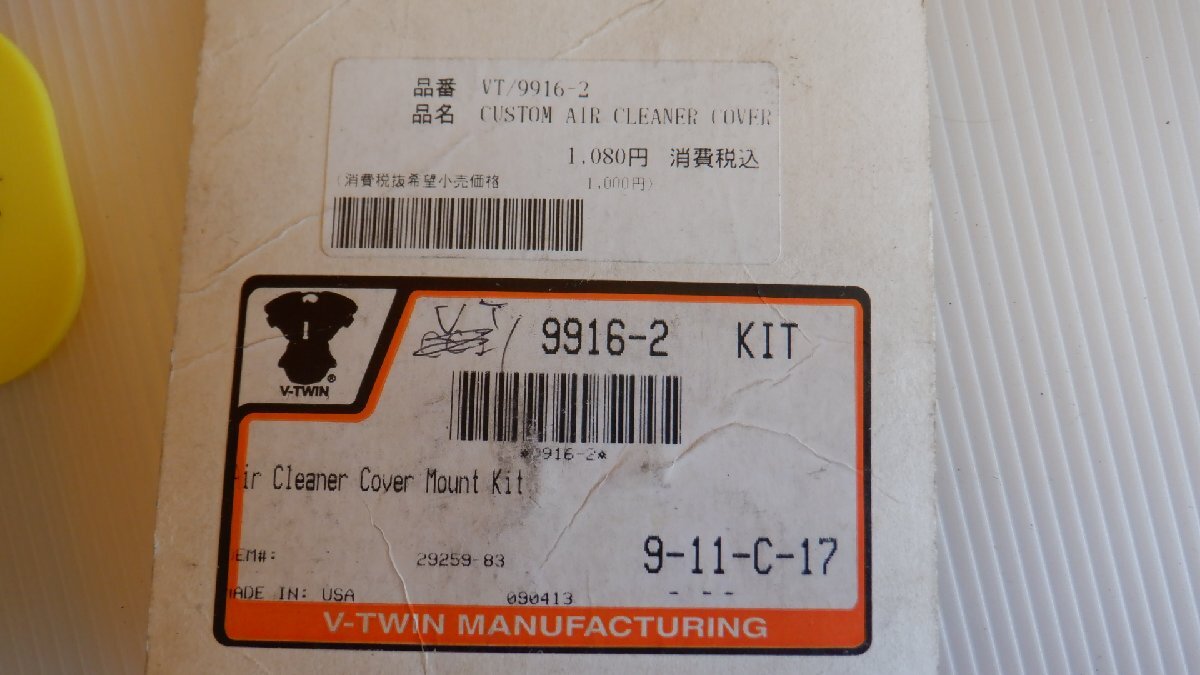 品番 VT/9916-2
品名 CUSTOM AIR CLEANER COVER
1,080円 消費税込
(消費税抜希望小売価格 1,000円)
V-TWIN®
VT/ 9916-2 KIT
916-2*
ir Cleaner Cover Mount Kit
EM#: 29259-83 9-11-C-17
ADE IN: USA 090413 - - -
V-TWIN MANUFACTURING